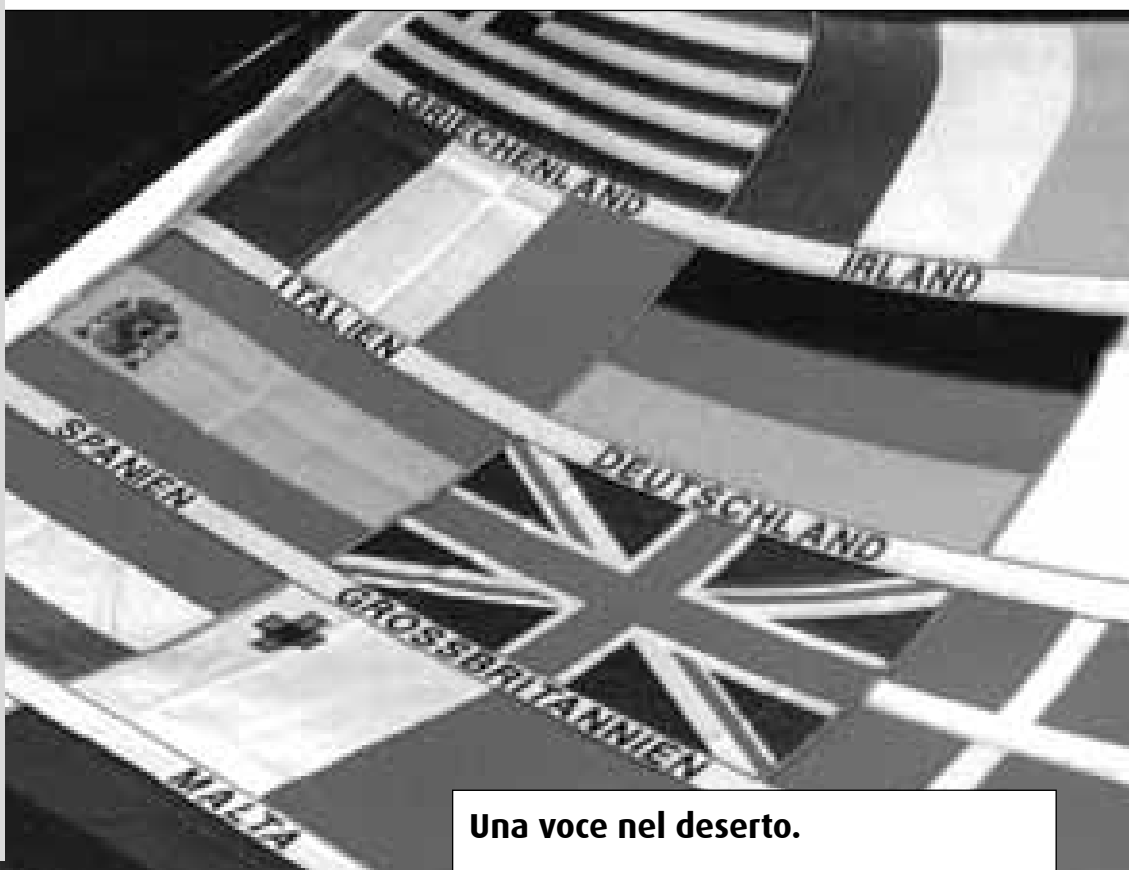 GRIECHENLAND
IRLAND
ITALIEN
DEUTSCHLAND
SPANIEN
GROSSBRITANNIEN
MALTA
Una voce nel deserto.